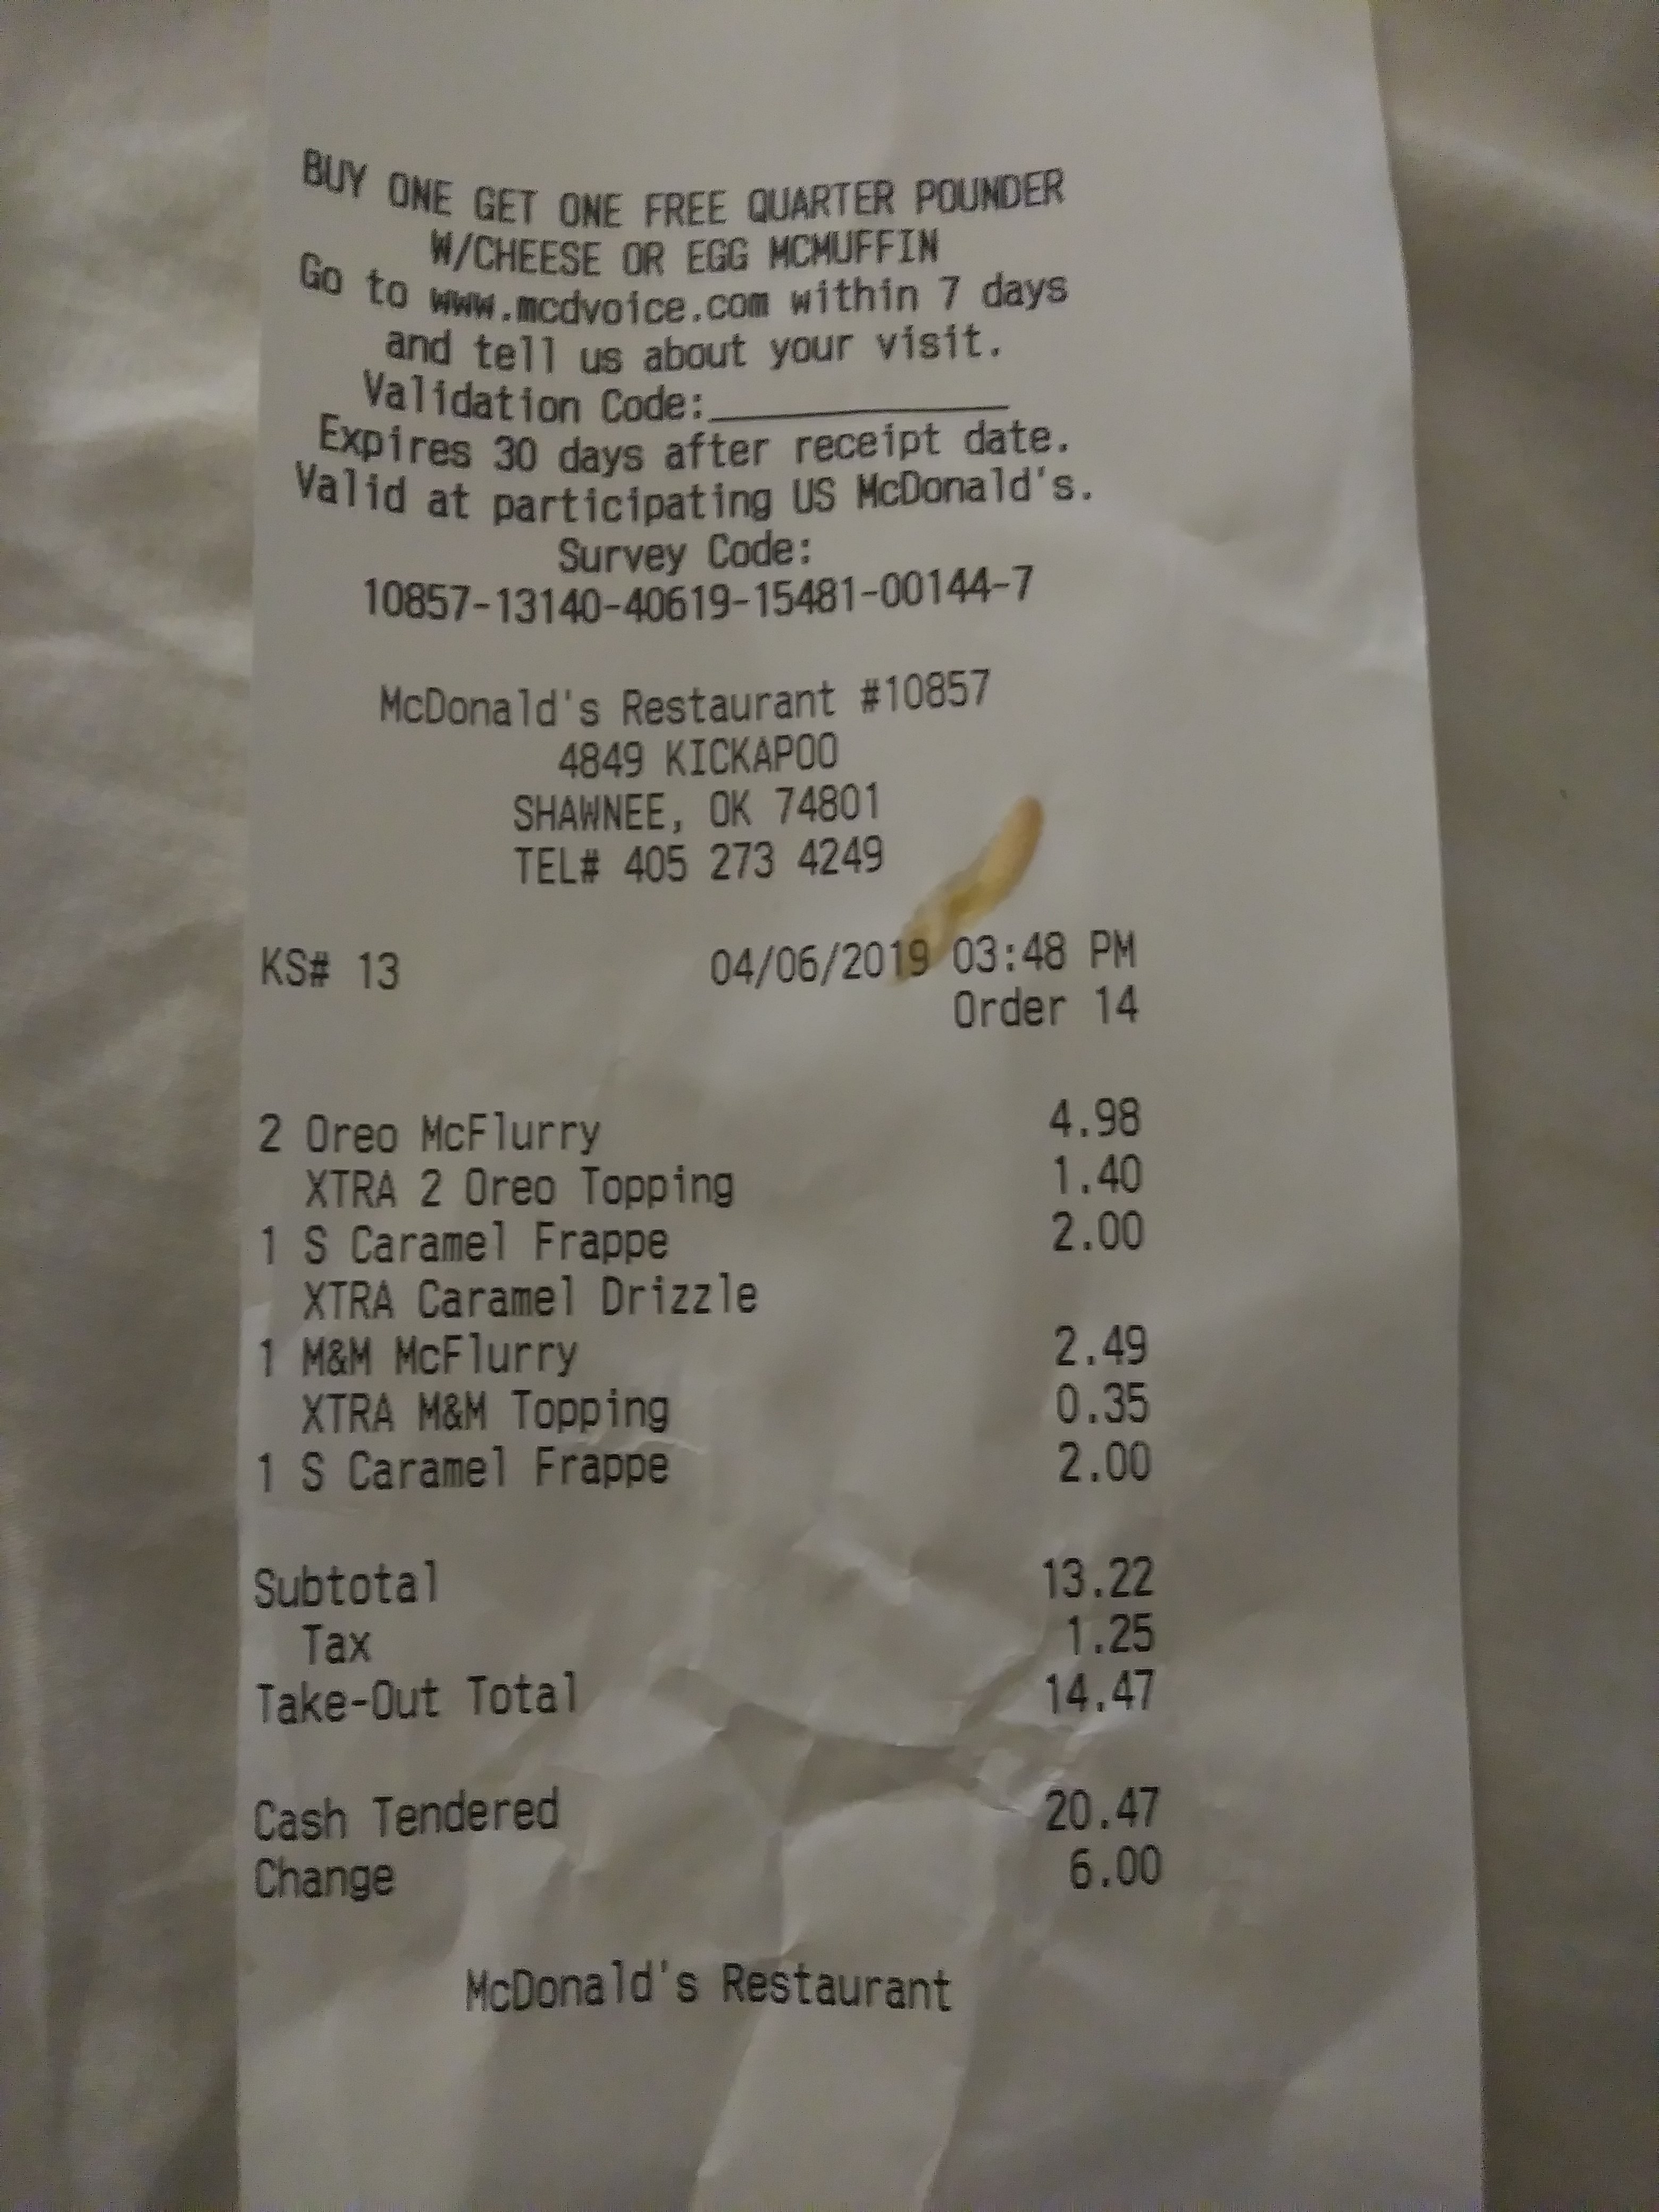 BUY ONE GET ONE FREE QUARTER POUNDER
W/CHEESE OR EGG MCMUFFIN
Go to www.mcdvoice.com within 7 days
and tell us about your visit.
Validation Code:______________
Expires 30 days after receipt date.
Valid at participating US McDonald's.
Survey Code:
10857-13140-40619-15481-00144-7
McDonald's Restaurant #10857
4849 KICKAPOO
SHAWNEE, OK 74801
TEL# 405 273 4249
KS# 13 04/06/2019 03:48 PM
Order 14
2 Oreo McFlurry 4.98
XTRA 2 Oreo Topping 1.40
1 S Caramel Frappe 2.00
XTRA Caramel Drizzle
1 M&M McFlurry 2.49
XTRA M&M Topping 0.35
1 S Caramel Frappe 2.00
Subtotal 13.22
Tax 1.25
Take-Out Total 14.47
Cash Tendered 20.47
Change 6.00
McDonald's Restaurant